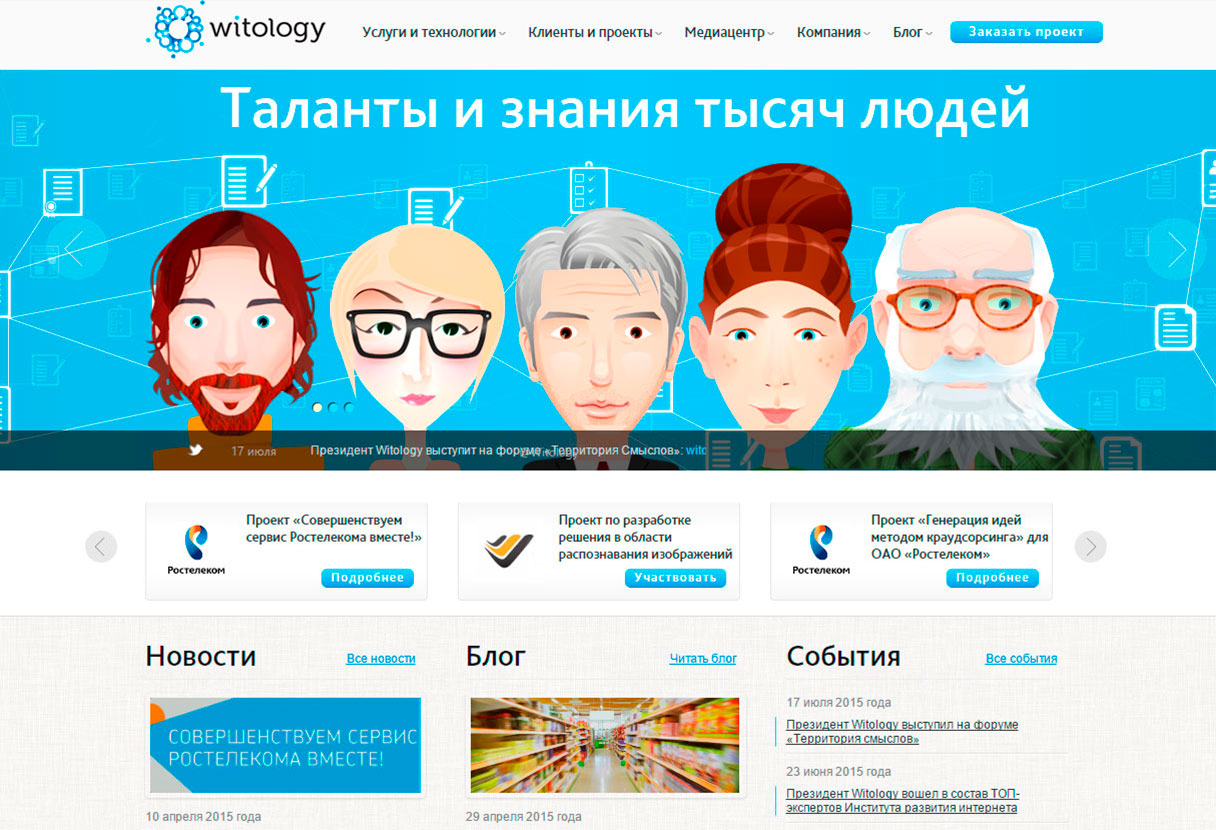 witology
Услуги и технологии
Клиенты и проекты
Медиацентр
Компания
Блог
Заказать проект
Таланты и знания тысяч людей
17 июля
Президент Witology выступит на форуме «Территория Смыслов»: witc
Witology
Ростелеком
Проект «Совершенствуем
сервис Ростелекома вместе!»
Подробнее
Проект по разработке
решения в области
распознавания изображений
Участвовать
Ростелеком
Проект «Генерация идей
методом краудсорсинга» для
ОАО «Ростелеком»
Подробнее
Новости
Все новости
СОВЕРШЕНСТВУЕМ СЕРВИС
РОСТЕЛЕКОМА ВМЕСТЕ!
10 апреля 2015 года
Блог
Читать блог
29 апреля 2015 года
События
Все события
17 июля 2015 года
Президент Witology выступил на форуме
«Территория смыслов»
23 июня 2015 года
Президент Witology вошел в состав ТОП-
экспертов Института развития интернета